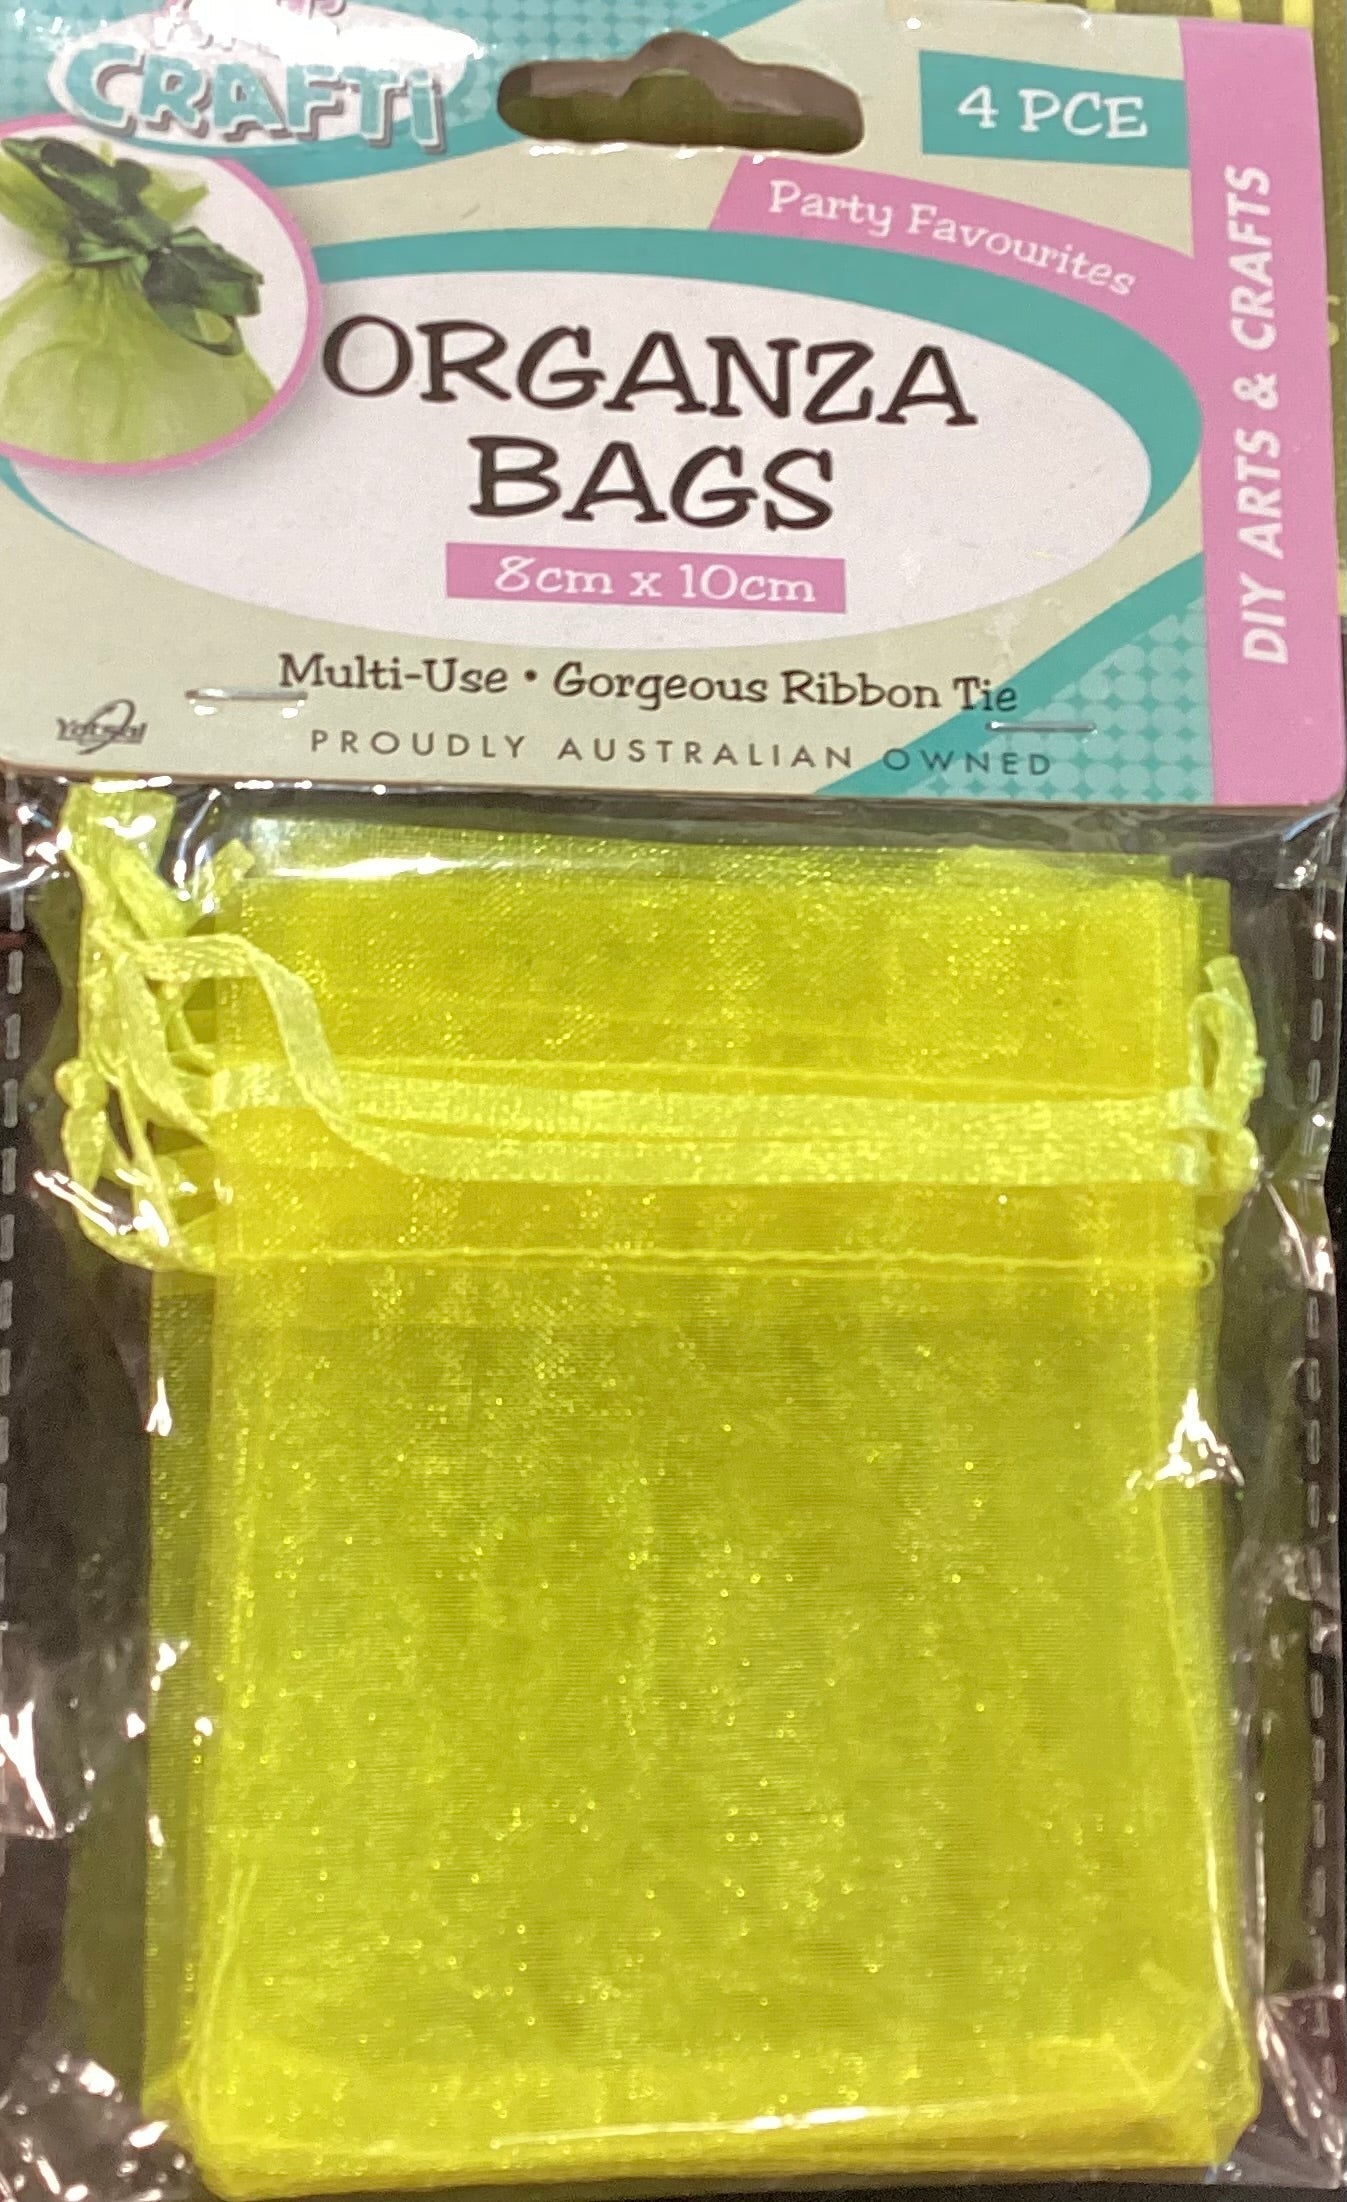 CRAFTi
4 PCE
Party Favourites
DIY ARTS & CRAFTS
ORGANZA
BAGS
8cm x 10cm
Multi-Use • Gorgeous Ribbon Tie
PROUDLY AUSTRALIAN OWNED